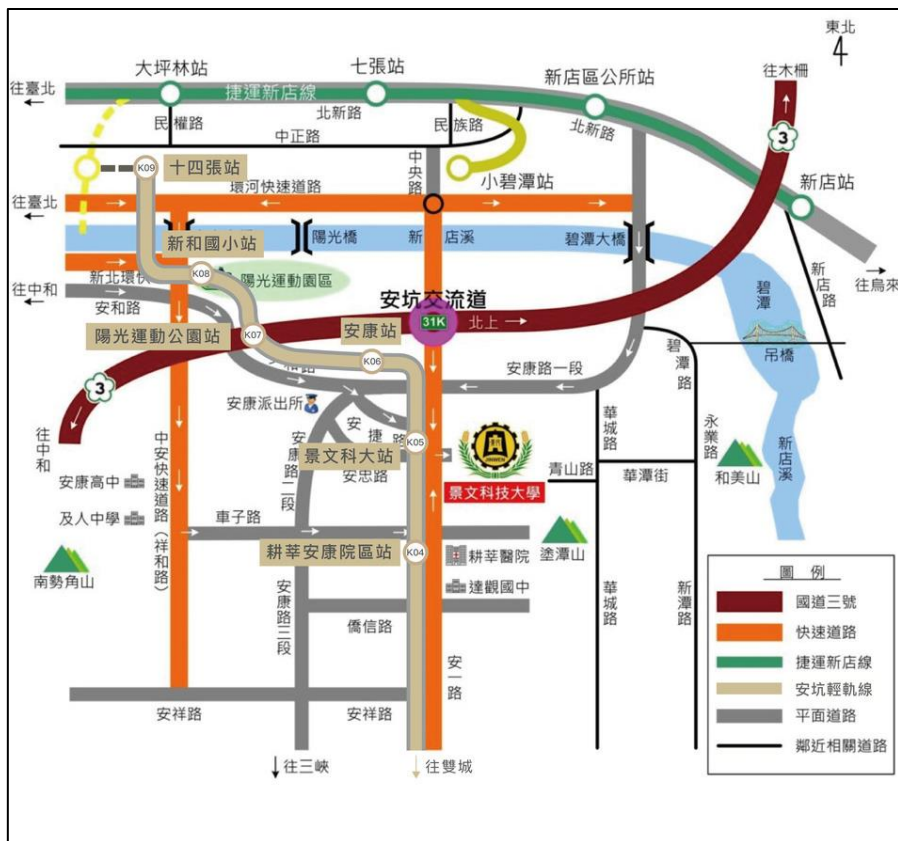 東北
往木柵
大坪林站
七張站
新店區公所站
往臺北
捷運新店線
北新路
北新路
民權路
中正路
民族路
3
K09
十四張站
中央路
小碧潭站
新店站
環河快速道路
往臺北
新和國小站
陽光橋
新店溪
碧潭大橋
碧潭
新店路
往烏來
K08
陽光運動園區
新北環快
往中和
安和路
安坑交流道
31K
北上
陽光運動公園站
K07
安康站
K06
碧潭路
吊橋
3
安康路一段
往中和
安康派出所
安捷路
華城路
永業路
景文科大站
K05
安康路二段
安忠路
JINWEN
景文科技大學
青山路
華潭街
和美山
新店溪
安康高中
及人中學
中安快速道路（祥和路）
車子路
耕莘安康院區站
K04
耕莘醫院
塗潭山
南勢角山
達觀國中
安康路三段
僑信路
華城路
新潭路
安一路
安祥路
安祥路
往三峽
往雙城
圖 例
國道三號
快速道路
捷運新店線
安坑輕軌線
平面道路
鄰近相關道路